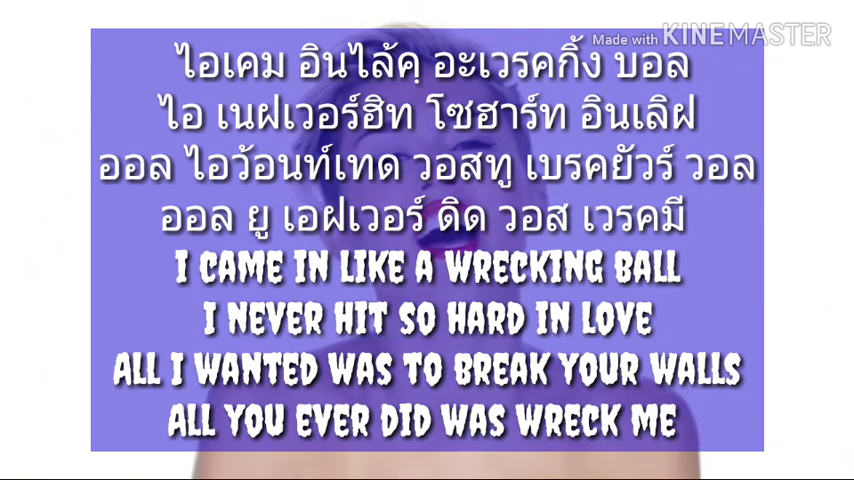 Made with KINEMASTER
ไอเคม อินไล้คฺ อะเวรคกิ้ง บอล
ไอ เนฝเวอร์ฮิท โซฮาร์ท อินเลิฝ
ออล ไอว้อนท์เทด วอสทู เบรคยัวร์ วอล
ออล ยู เอฝเวอร์ ดิด วอส เวรคมี
I CAME IN LIKE A WRECKING BALL
I NEVER HIT SO HARD IN LOVE
ALL I WANTED WAS TO BREAK YOUR WALLS
ALL YOU EVER DID WAS WRECK ME